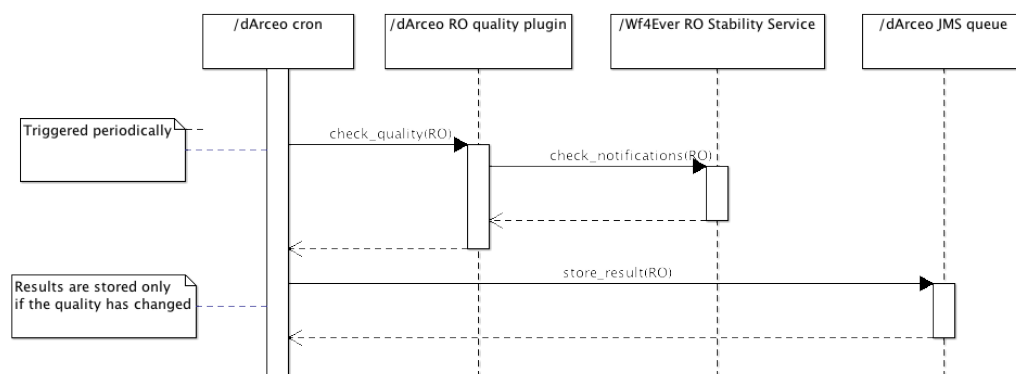 /dArceo cron
/dArceo RO quality plugin
/Wf4Ever RO Stability Service
/dArceo JMS queue
Triggered periodically
check_quality(RO)
check_notifications(RO)
store_result(RO)
Results are stored only
if the quality has changed